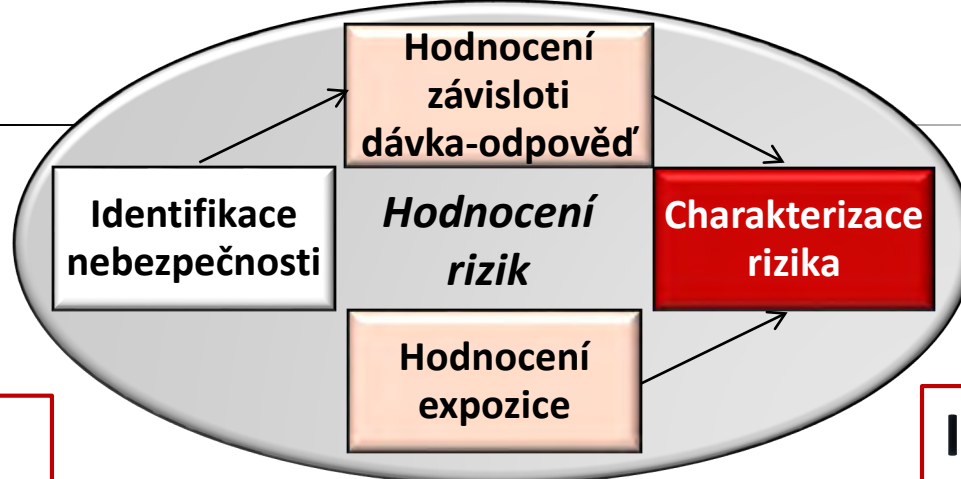 Hodnocení
závisloti
dávka-odpověď
Identifikace
nebezpečnosti
Hodnocení
rizik
Charakterizace
rizika
Hodnocení
expozice